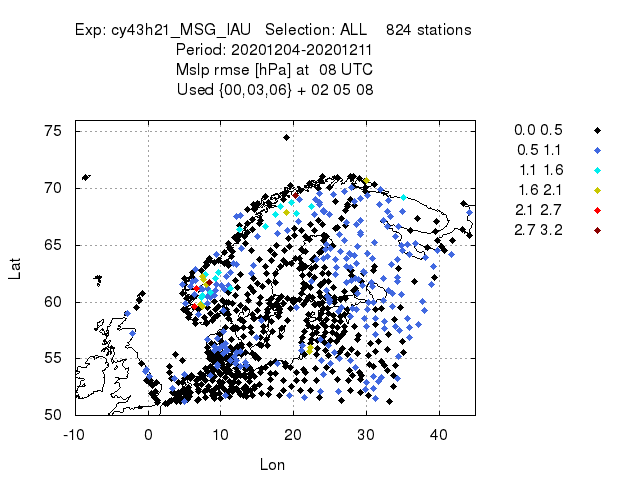 Exp: cy43h21_MSG_IAU   Selection: ALL    824 stations
Period: 20201204-20201211
Mslp rmse [hPa] at  08 UTC
Used {00,03,06} + 02 05 08
75
70
65
60
55
50
Lat
-10 0 10 20 30 40
Lon
0.0 0.5
0.5 1.1
1.1 1.6
1.6 2.1
2.1 2.7
2.7 3.2